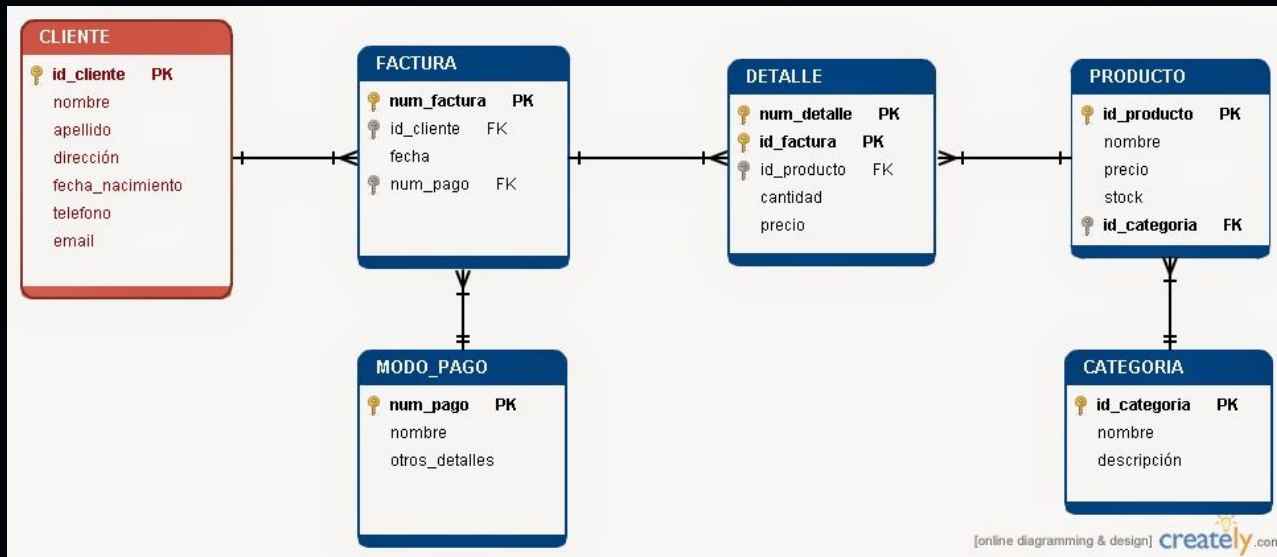 CLIENTE
id_cliente PK
nombre
apellido
dirección
fecha_nacimiento
telefono
email
FACTURA
num_factura PK
id_cliente FK
fecha
num_pago FK
DETALLE
num_detalle PK
id_factura PK
id_producto FK
cantidad
precio
PRODUCTO
id_producto PK
nombre
precio
stock
id_categoria FK
MODO_PAGO
num_pago PK
nombre
otros_detalles
CATEGORIA
id_categoria PK
nombre
descripción
[online diagramming & design] creately.com